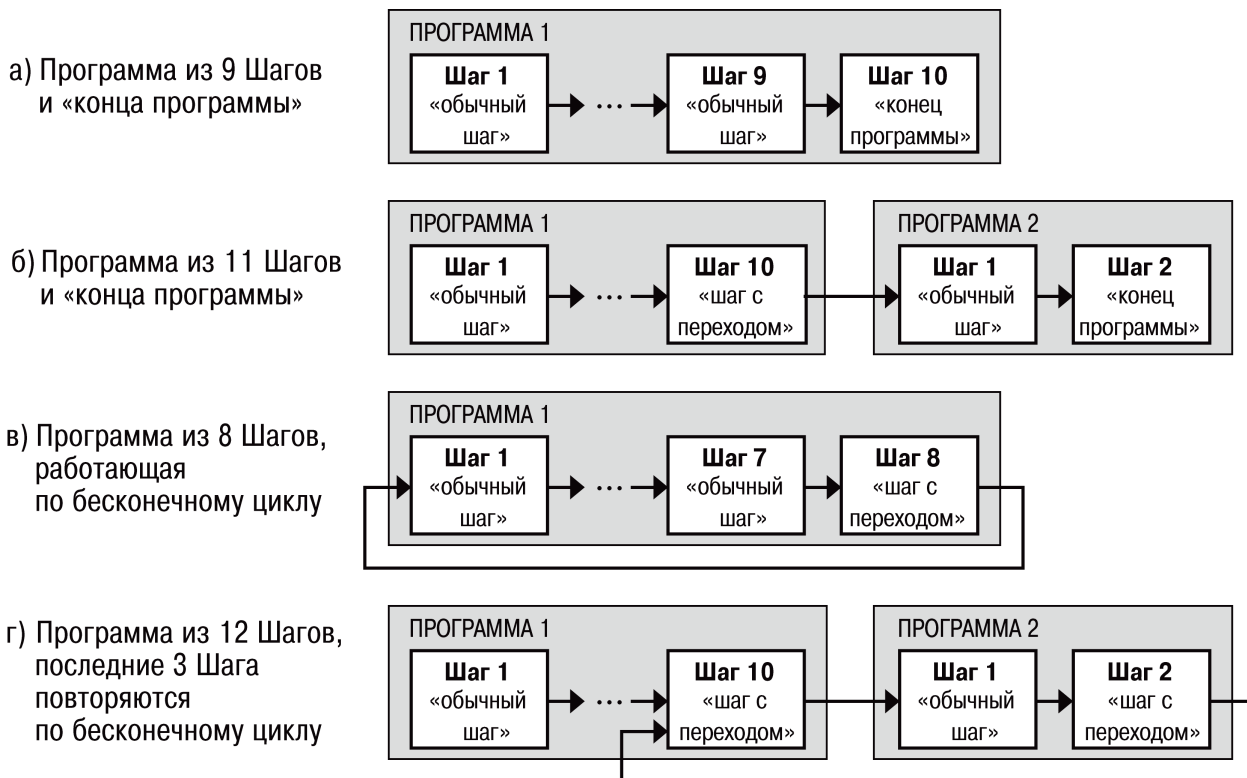 а) Программа из 9 Шагов
и «конца программы»
ПРОГРАММА 1
Шаг 1
«обычный
шаг»
...
Шаг 9
«обычный
шаг»
Шаг 10
«конец
программы»
б) Программа из 11 Шагов
и «конца программы»
ПРОГРАММА 1
Шаг 1
«обычный
шаг»
...
Шаг 10
«шаг с
переходом»
ПРОГРАММА 2
Шаг 1
«обычный
шаг»
Шаг 2
«конец
программы»
в) Программа из 8 Шагов,
работающая
по бесконечному циклу
ПРОГРАММА 1
Шаг 1
«обычный
шаг»
...
Шаг 7
«обычный
шаг»
Шаг 8
«шаг с
переходом»
г) Программа из 12 Шагов,
последние 3 Шага
повторяются
по бесконечному циклу
ПРОГРАММА 1
Шаг 1
«обычный
шаг»
...
Шаг 10
«шаг с
переходом»
ПРОГРАММА 2
Шаг 1
«обычный
шаг»
Шаг 2
«шаг с
переходом»